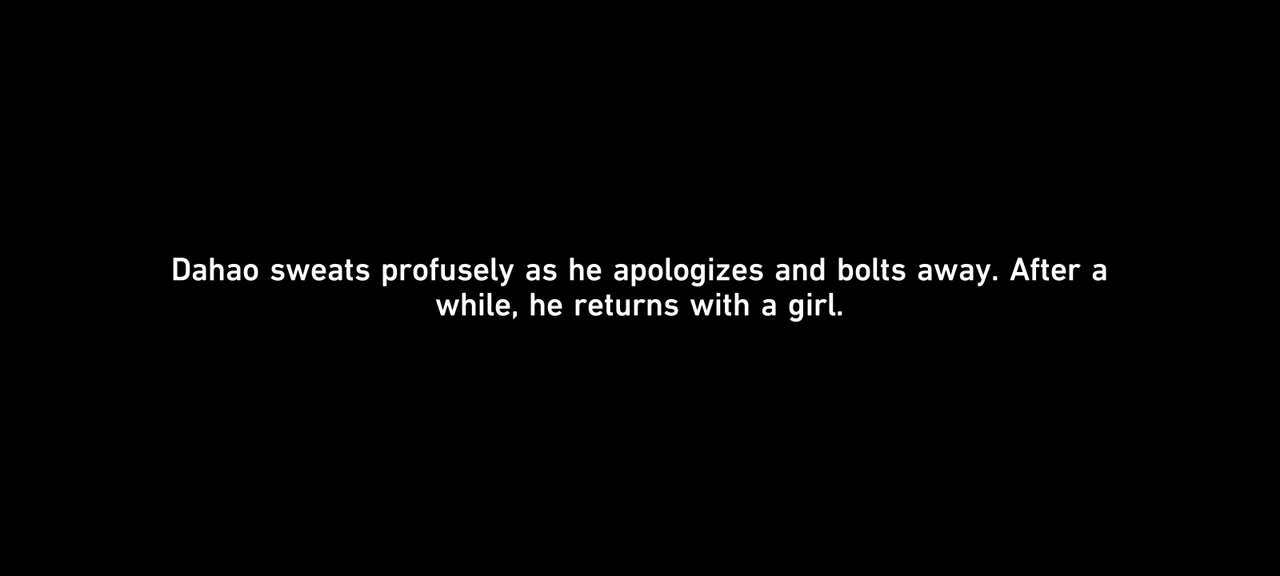 Dahao sweats profusely as he apologizes and bolts away. After a
while, he returns with a girl.